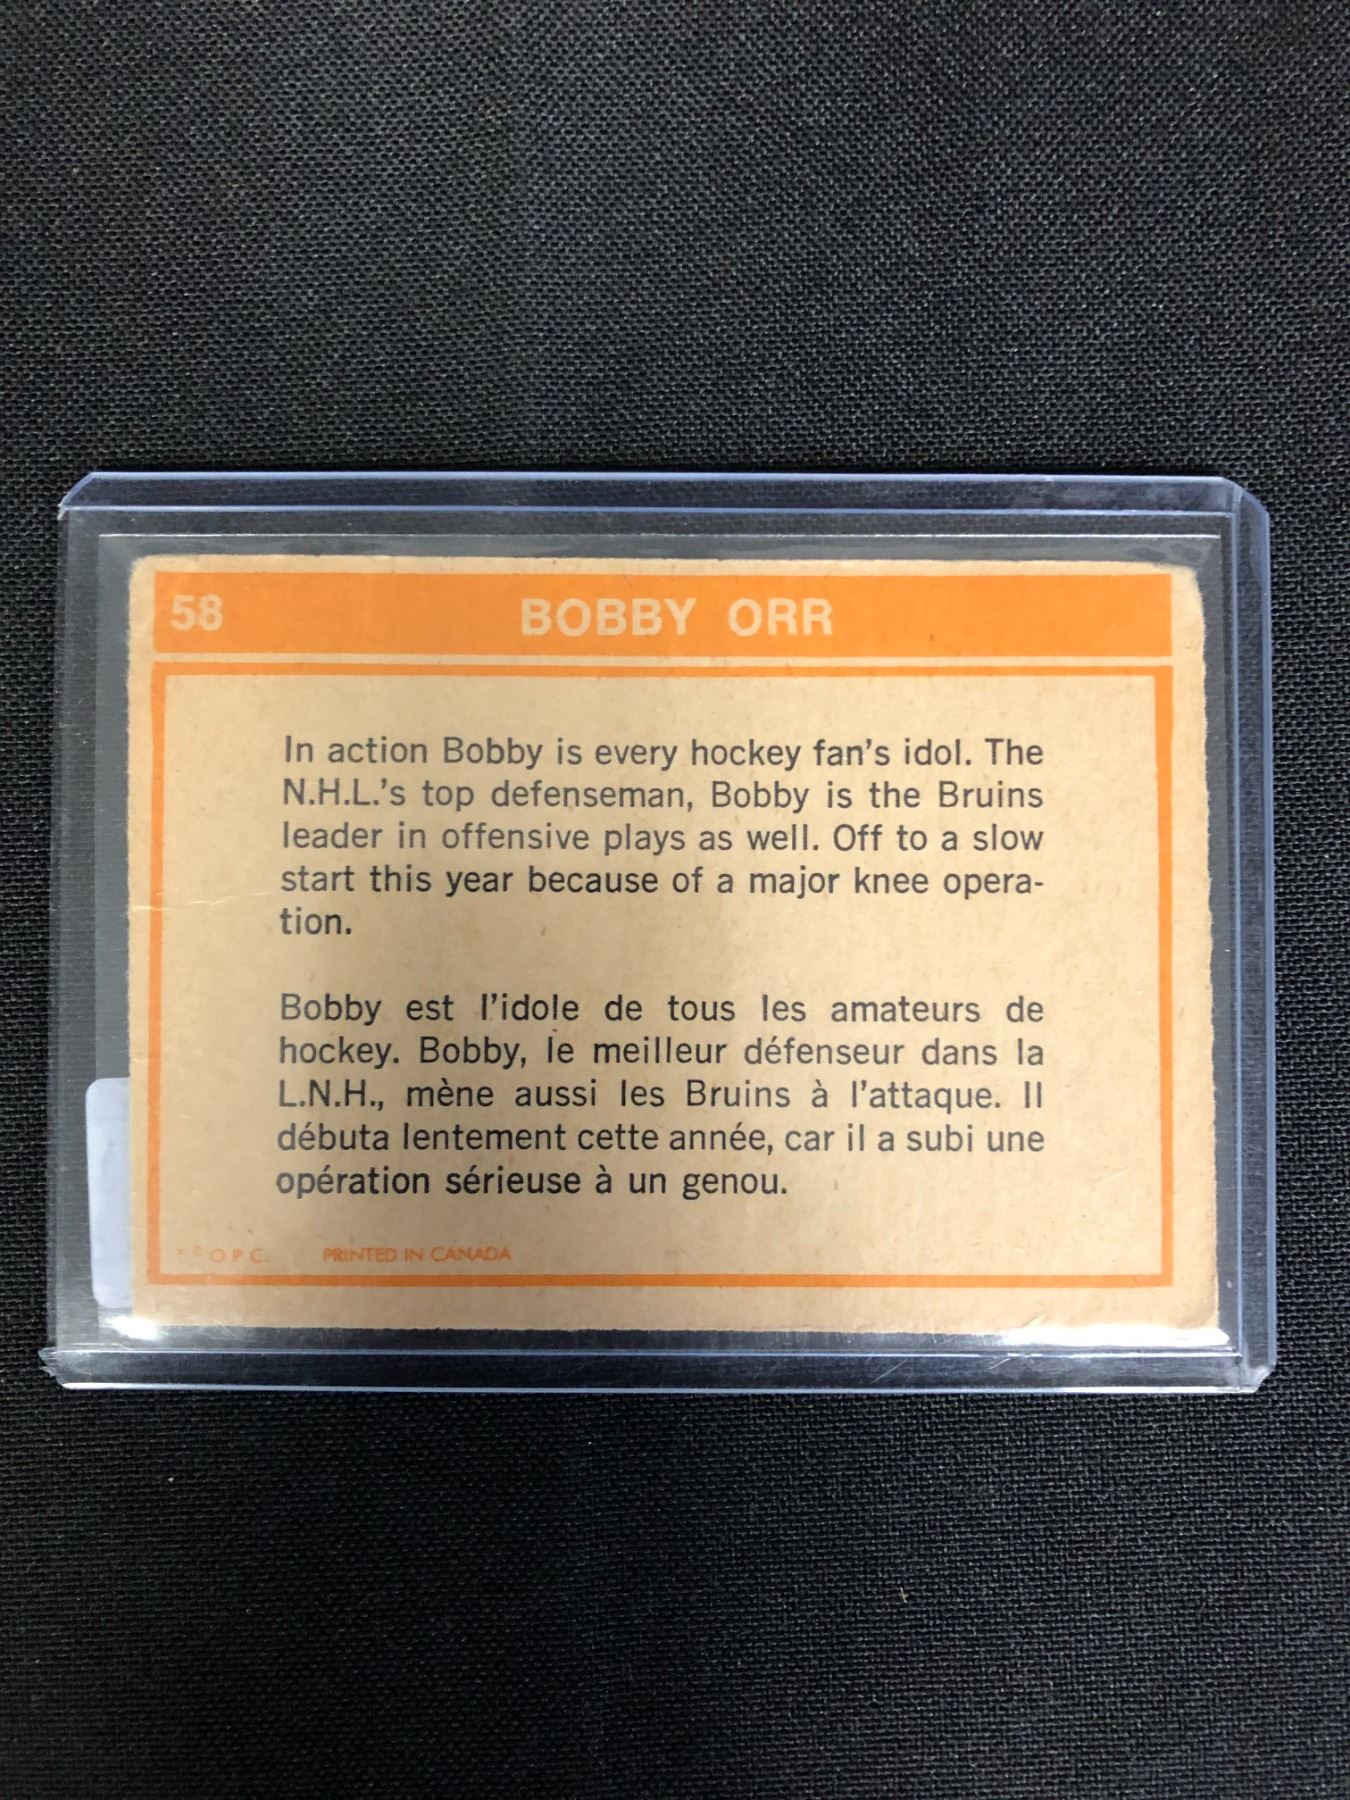 58 BOBBY ORR
In action Bobby is every hockey fan's idol. The
N.H.L.'s top defenseman, Bobby is the Bruins
leader in offensive plays as well. Off to a slow
start this year because of a major knee opera-
tion.
Bobby est l'idole de tous les amateurs de
hockey. Bobby, le meilleur défenseur dans la
L.N.H., mène aussi les Bruins à l'attaque. Il
débuta lentement cette année, car il a subi une
opération sérieuse à un genou.
O.P.C. PRINTED IN CANADA